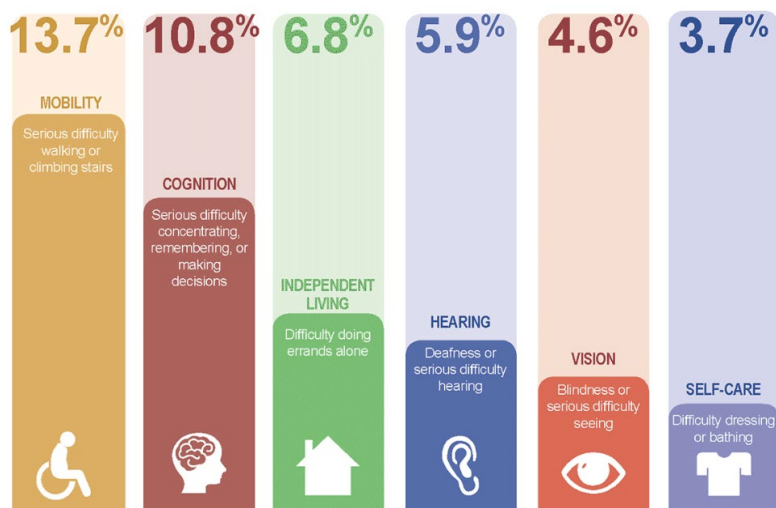 13.7%
MOBILITY
Serious difficulty
walking or
climbing stairs
10.8%
COGNITION
Serious difficulty
concentrating,
remembering, or
making
decisions
6.8%
INDEPENDENT
LIVING
Difficulty doing
errands alone
5.9%
HEARING
Deafness or
serious difficulty
hearing
4.6%
VISION
Blindness or
serious difficulty
seeing
3.7%
SELF-CARE
Difficulty dressing
or bathing